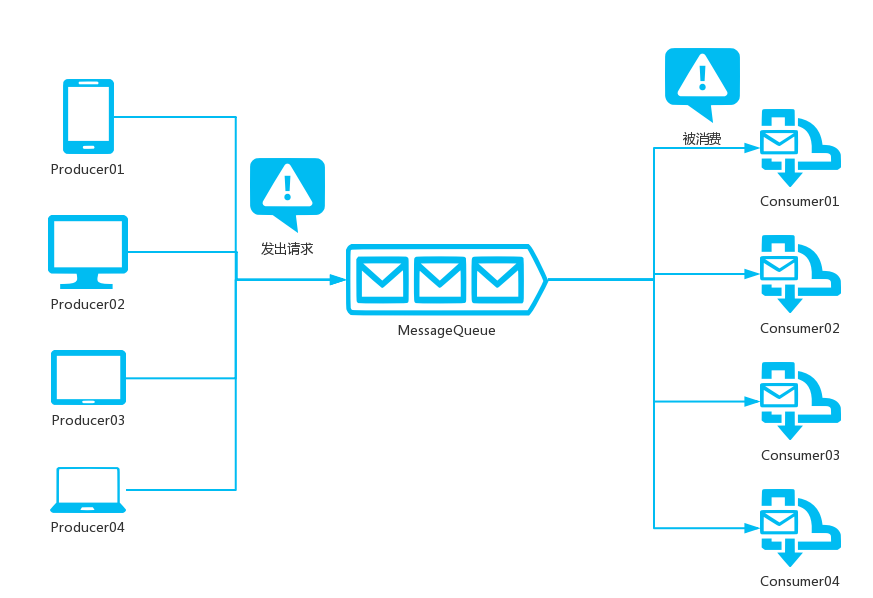 Producer01
Producer02
Producer03
Producer04
发出请求
MessageQueue
被消费
Consumer01
Consumer02
Consumer03
Consumer04